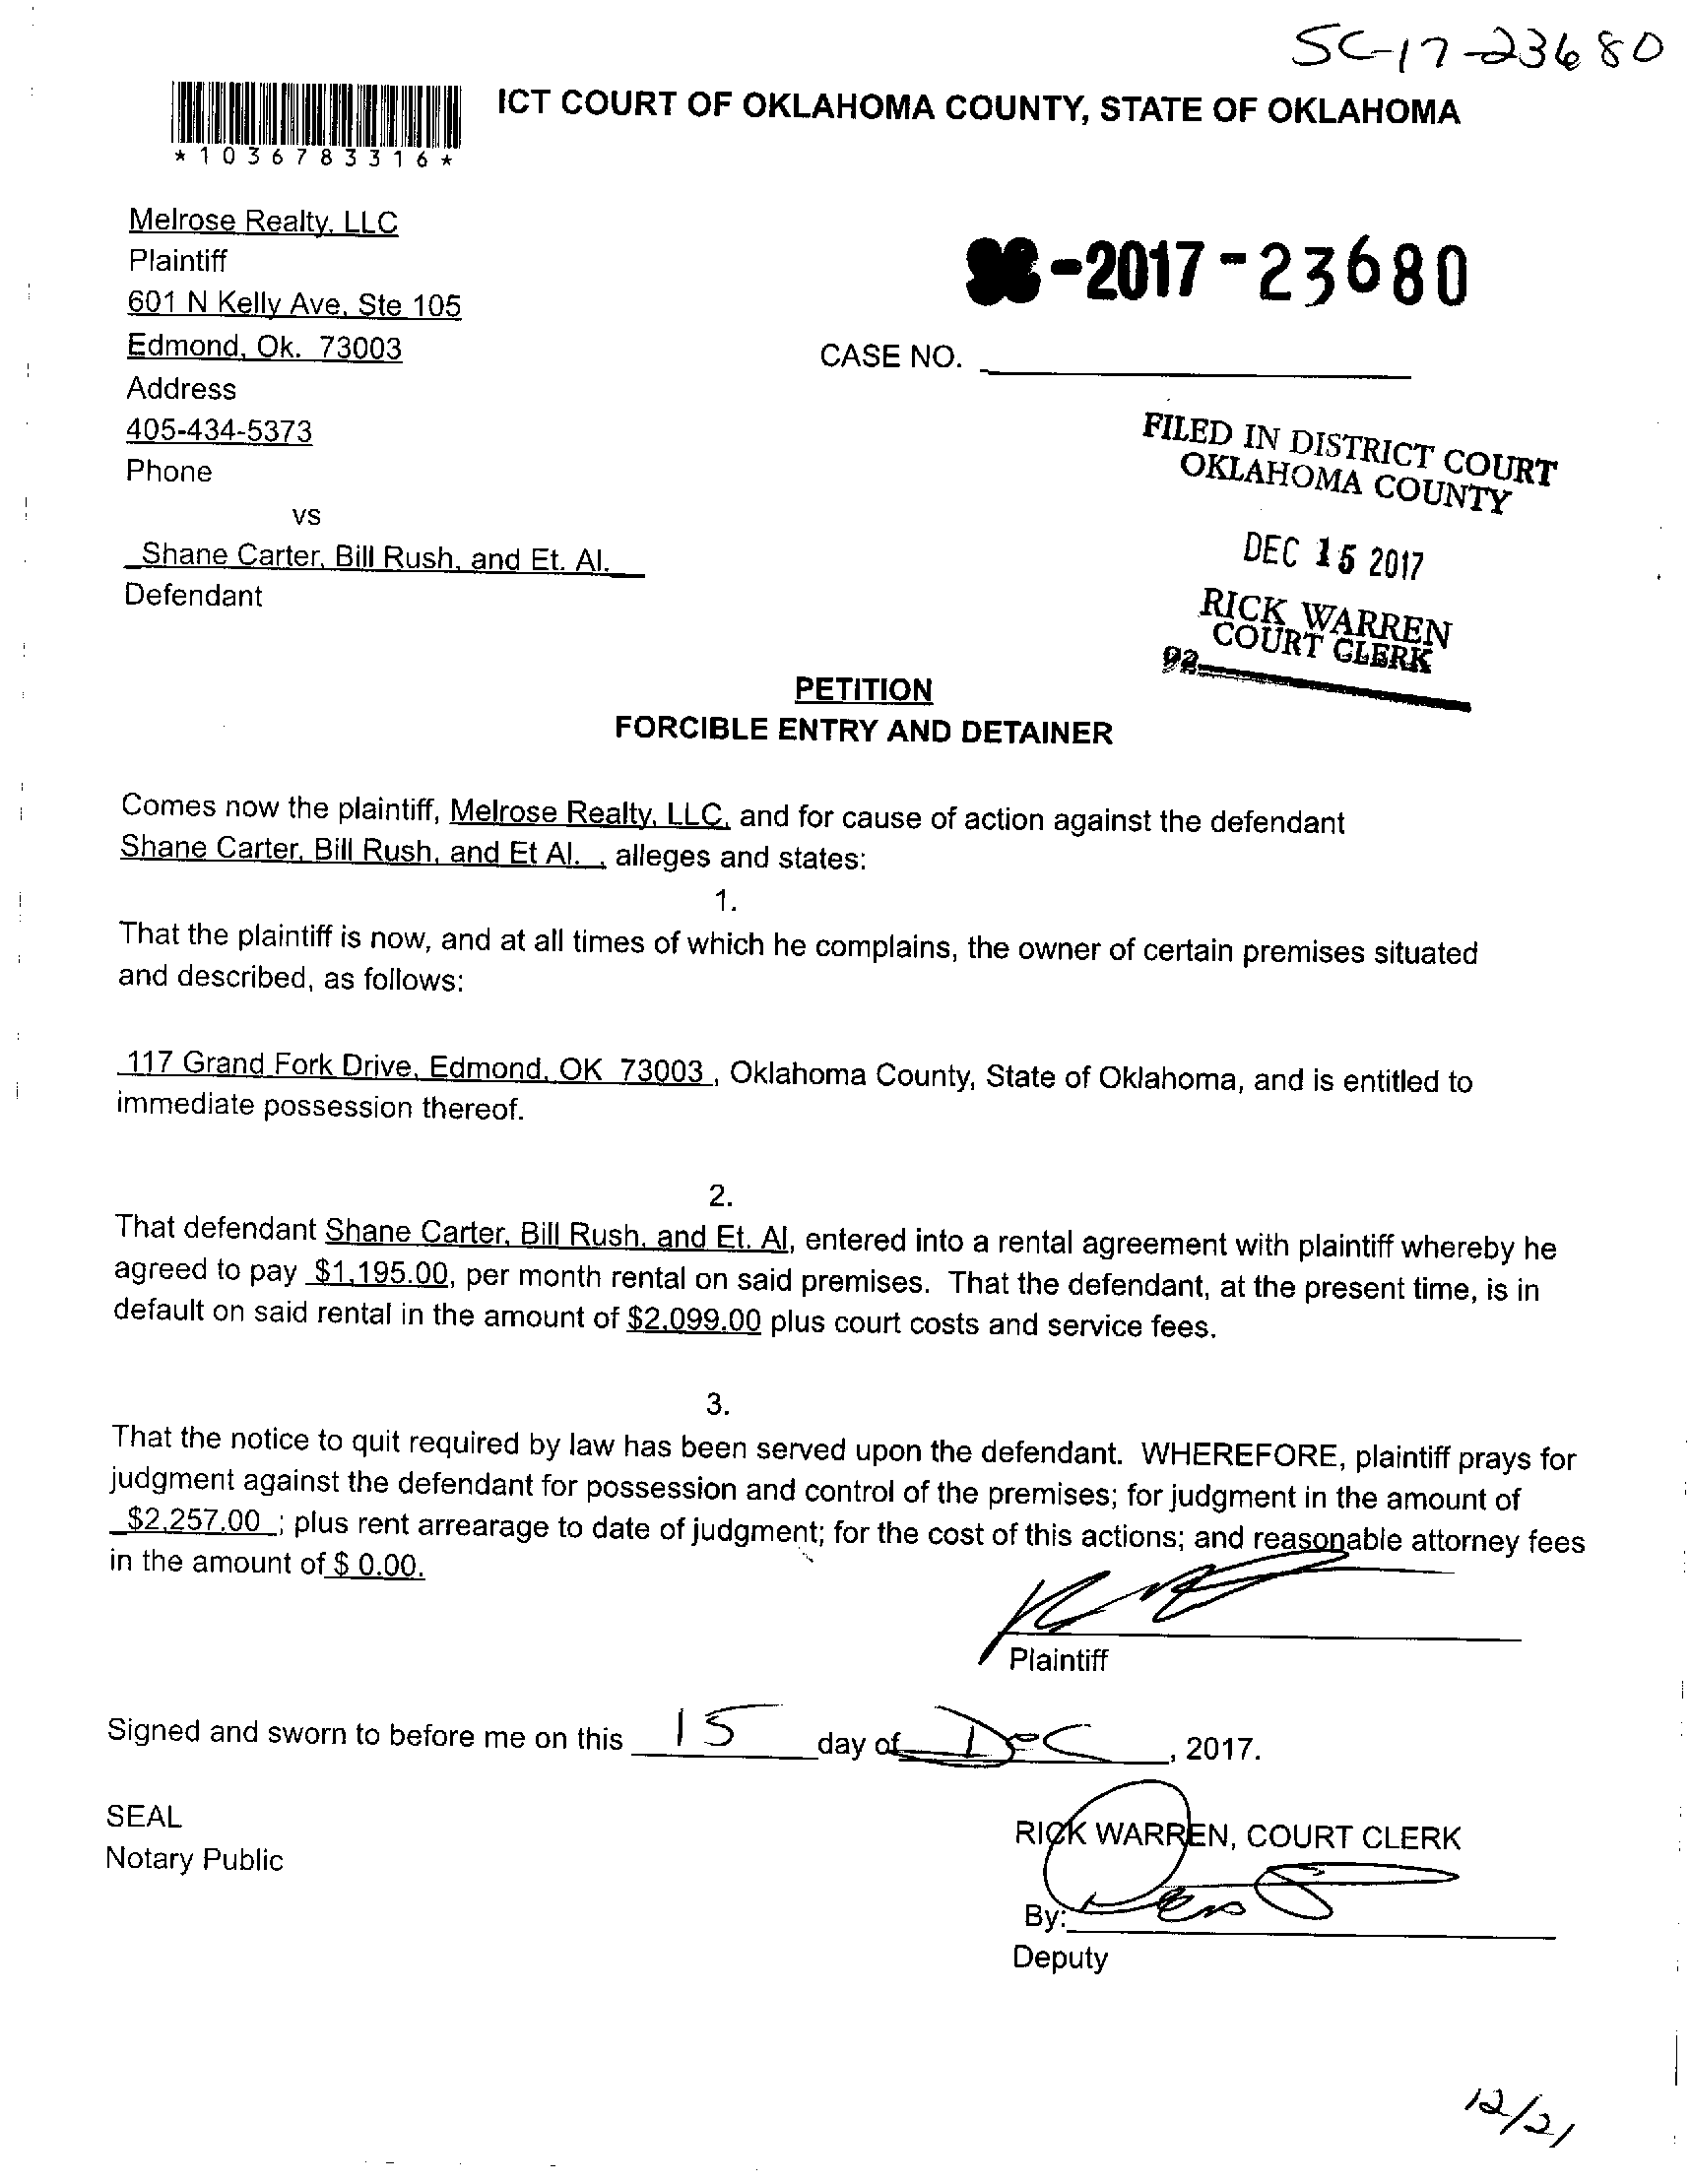 SC-17-23680
ICT COURT OF OKLAHOMA COUNTY, STATE OF OKLAHOMA
*1036783316*
Melrose Realty, LLC
Plaintiff
601 N Kelly Ave, Ste 105
Edmond, Ok. 73003
Address
405-434-5373
Phone
vs
Shane Carter, Bill Rush, and Et. Al.
Defendant
SC-2017-23680
CASE NO.
FILED IN DISTRICT COURT
OKLAHOMA COUNTY
DEC 15 2017
RICK WARREN
COURT CLERK
92
PETITION
FORCIBLE ENTRY AND DETAINER
Comes now the plaintiff, Melrose Realty, LLC, and for cause of action against the defendant
Shane Carter, Bill Rush, and Et Al. , alleges and states:
1.
That the plaintiff is now, and at all times of which he complains, the owner of certain premises situated
and described, as follows:
117 Grand Fork Drive, Edmond, OK 73003 , Oklahoma County, State of Oklahoma, and is entitled to
immediate possession thereof.
2.
That defendant Shane Carter, Bill Rush, and Et. Al, entered into a rental agreement with plaintiff whereby he
agreed to pay $1,195.00, per month rental on said premises. That the defendant, at the present time, is in
default on said rental in the amount of $2,099.00 plus court costs and service fees.
3.
That the notice to quit required by law has been served upon the defendant. WHEREFORE, plaintiff prays for
judgment against the defendant for possession and control of the premises; for judgment in the amount of
$2,257.00 ; plus rent arrearage to date of judgment; for the cost of this actions; and reasonable attorney fees
in the amount of $ 0.00.
Plaintiff
Signed and sworn to before me on this 15 day of Dec, 2017.
SEAL
Notary Public
RICK WARREN, COURT CLERK
By:
Deputy
12/21